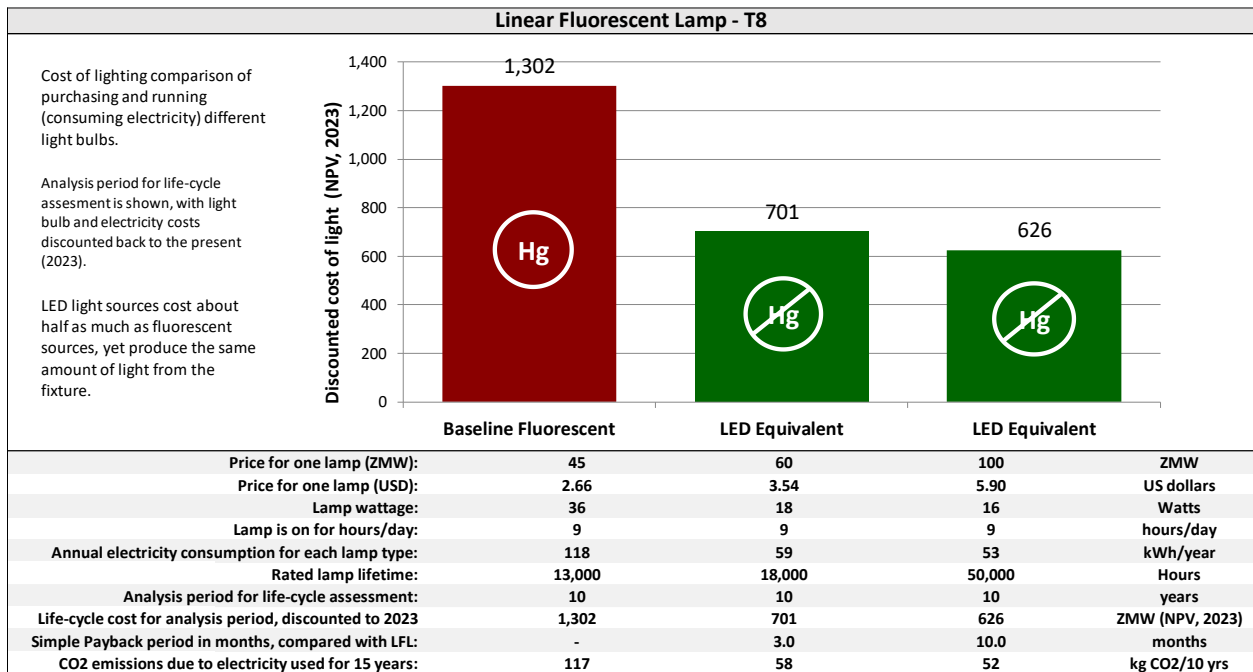 Linear Fluorescent Lamp - T8
Cost of lighting comparison of
purchasing and running
(consuming electricity) different
light bulbs.
Analysis period for life-cycle
assesment is shown, with light
bulb and electricity costs
discounted back to the present
(2023).
LED light sources cost about
half as much as fluorescent
sources, yet produce the same
amount of light from the
fixture.
Discounted cost of light (NPV, 2023)
1,400
1,200
1,000
800
600
400
200
0
1,302
701
626
Hg
Hg
Hg
Baseline Fluorescent LED Equivalent LED Equivalent
Price for one lamp (ZMW): 45 60 100 ZMW
Price for one lamp (USD): 2.66 3.54 5.90 US dollars
Lamp wattage: 36 18 16 Watts
Lamp is on for hours/day: 9 9 9 hours/day
Annual electricity consumption for each lamp type: 118 59 53 kWh/year
Rated lamp lifetime: 13,000 18,000 50,000 Hours
Analysis period for life-cycle assessment: 10 10 10 years
Life-cycle cost for analysis period, discounted to 2023 1,302 701 626 ZMW (NPV, 2023)
Simple Payback period in months, compared with LFL: - 3.0 10.0 months
CO2 emissions due to electricity used for 15 years: 117 58 52 kg CO2/10 yrs